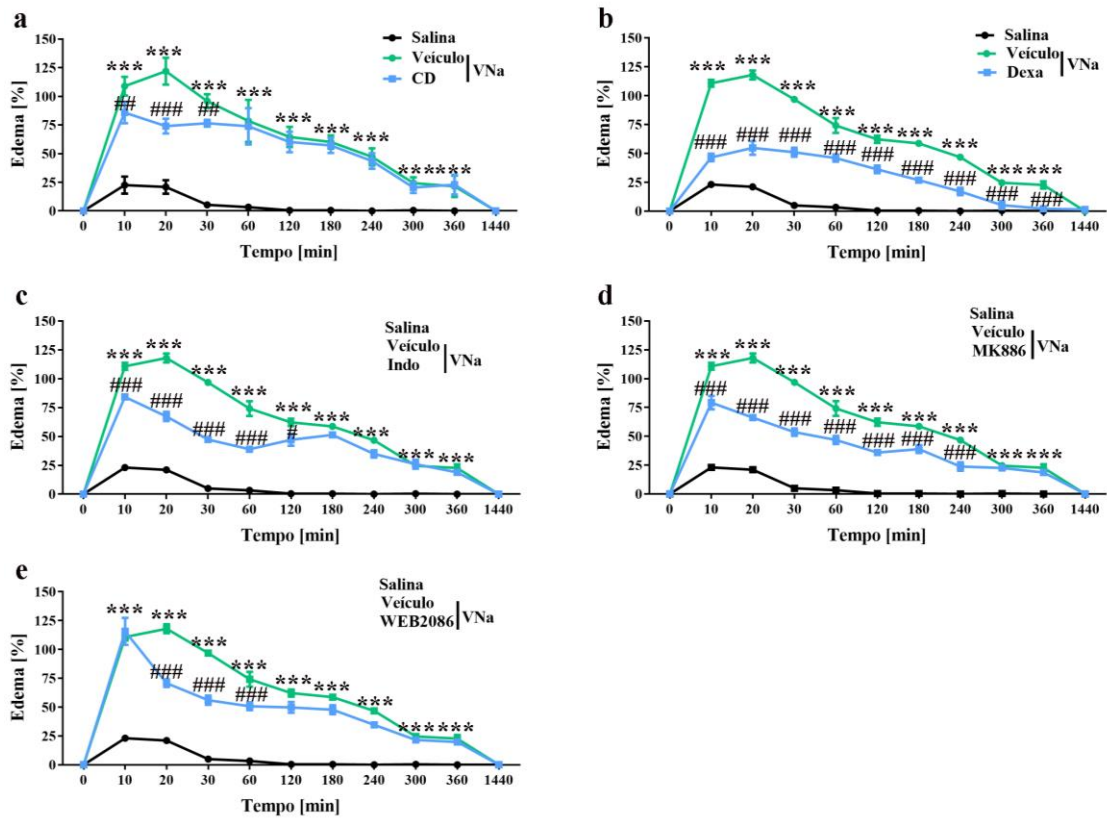 a
Salina
Veículo
CD
VNa
Edema [%]
150
125
100
75
50
25
0
***
***
***
***
***
***
***
******
##
###
##
0 10 20 30 60 120 180 240 300 360 1440
Tempo [min]
b
Salina
Veículo
Dexa
VNa
Edema [%]
150
125
100
75
50
25
0
***
***
***
***
***
***
***
******
###
###
###
###
###
###
###
###
###
0 10 20 30 60 120 180 240 300 360 1440
Tempo [min]
c
Salina
Veículo
Indo
VNa
Edema [%]
150
125
100
75
50
25
0
***
***
***
***
***
***
***
******
###
###
###
###
#
0 10 20 30 60 120 180 240 300 360 1440
Tempo [min]
d
Salina
Veículo
MK886
VNa
Edema [%]
150
125
100
75
50
25
0
***
***
***
***
***
***
***
******
###
###
###
###
###
###
###
0 10 20 30 60 120 180 240 300 360 1440
Tempo [min]
e
Salina
Veículo
WEB2086
VNa
Edema [%]
150
125
100
75
50
25
0
***
***
***
***
***
***
***
******
###
###
###
0 10 20 30 60 120 180 240 300 360 1440
Tempo [min]